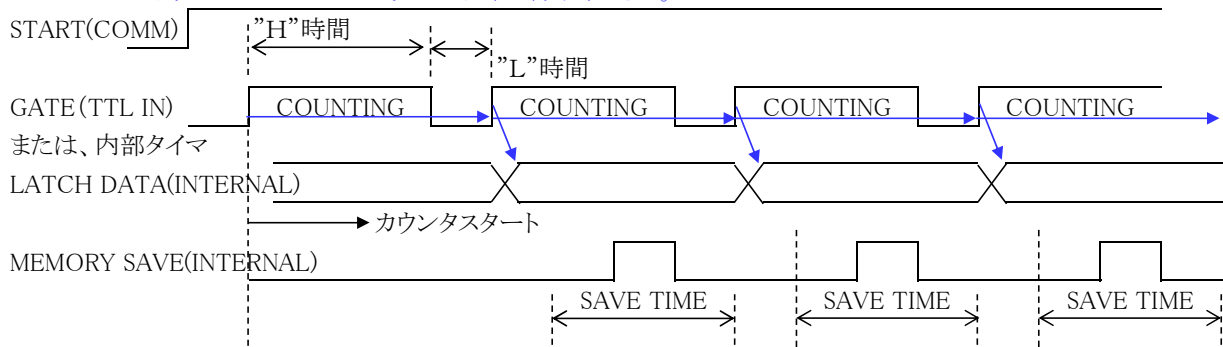 START(COMM)
”H”時間
”L”時間
GATE(TTL IN)
COUNTING
COUNTING
COUNTING
COUNTING
または、内部タイマ
LATCH DATA(INTERNAL)
カウンタスタート
MEMORY SAVE(INTERNAL)
SAVE TIME
SAVE TIME
SAVE TIME